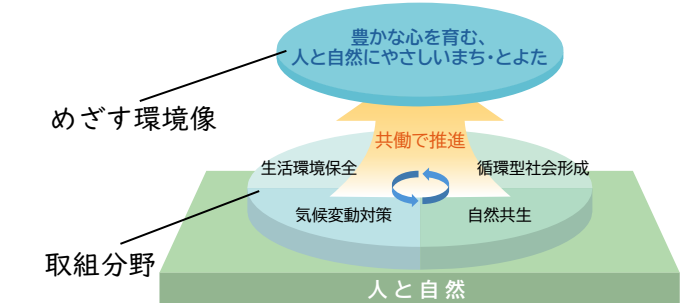 豊かな心を育む、
人と自然にやさしいまち・とよた
めざす環境像
共働で推進
生活環境保全
循環型社会形成
気候変動対策
自然共生
取組分野
人と自然